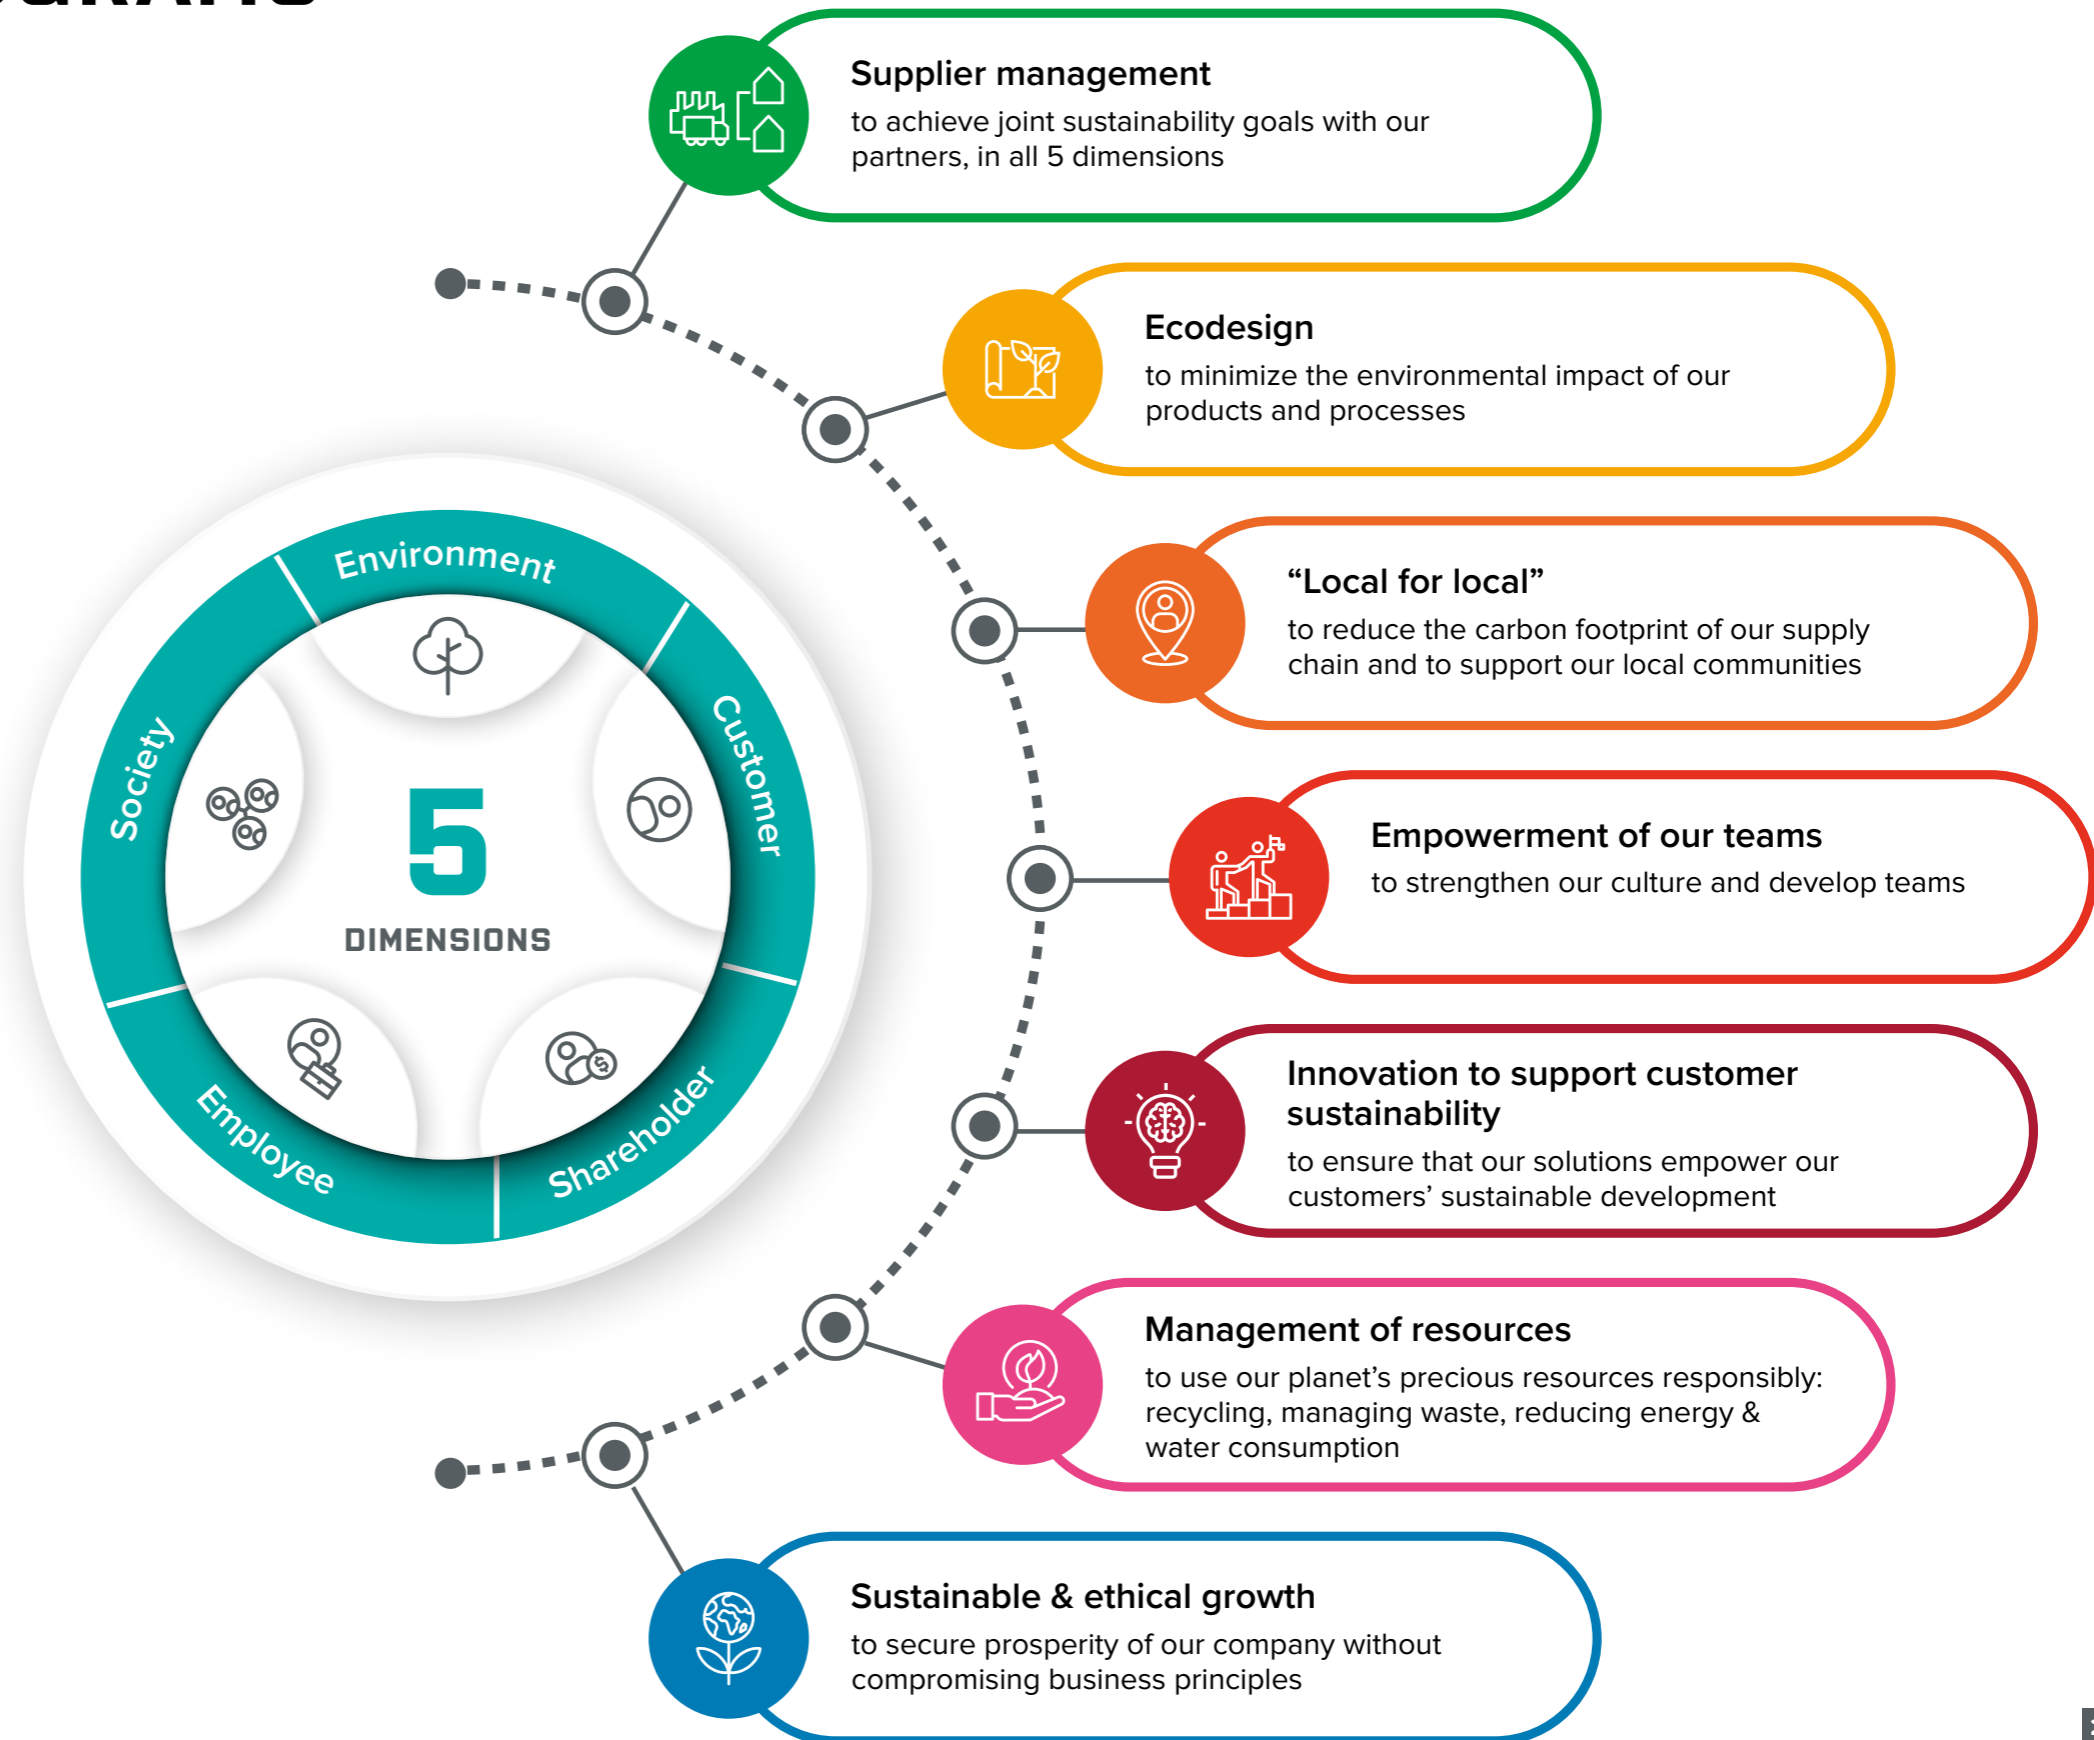 Supplier management
to achieve joint sustainability goals with our
partners, in all 5 dimensions
Ecodesign
to minimize the environmental impact of our
products and processes
“Local for local”
to reduce the carbon footprint of our supply
chain and to support our local communities
Empowerment of our teams
to strengthen our culture and develop teams
Innovation to support customer
sustainability
to ensure that our solutions empower our
customers’ sustainable development
Management of resources
to use our planet’s precious resources responsibly:
recycling, managing waste, reducing energy &
water consumption
Sustainable & ethical growth
to secure prosperity of our company without
compromising business principles
Environment
Customer
Shareholder
Employee
Society
5
DIMENSIONS
$